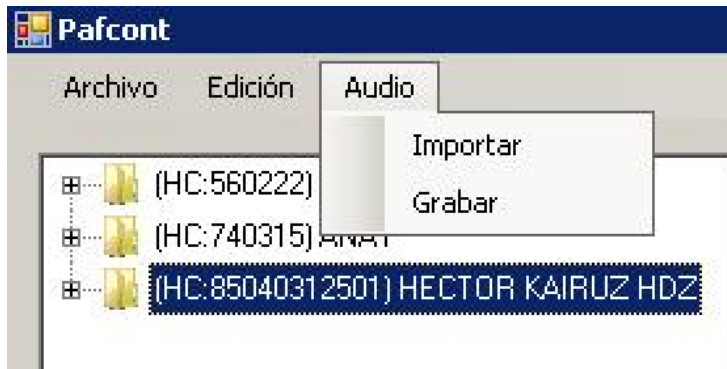 Pafcont
Archivo Edición Audio
Importar
(HC:560222)
Grabar
(HC:740315)
(HC:85040312501) HECTOR KAIRUZ HDZ